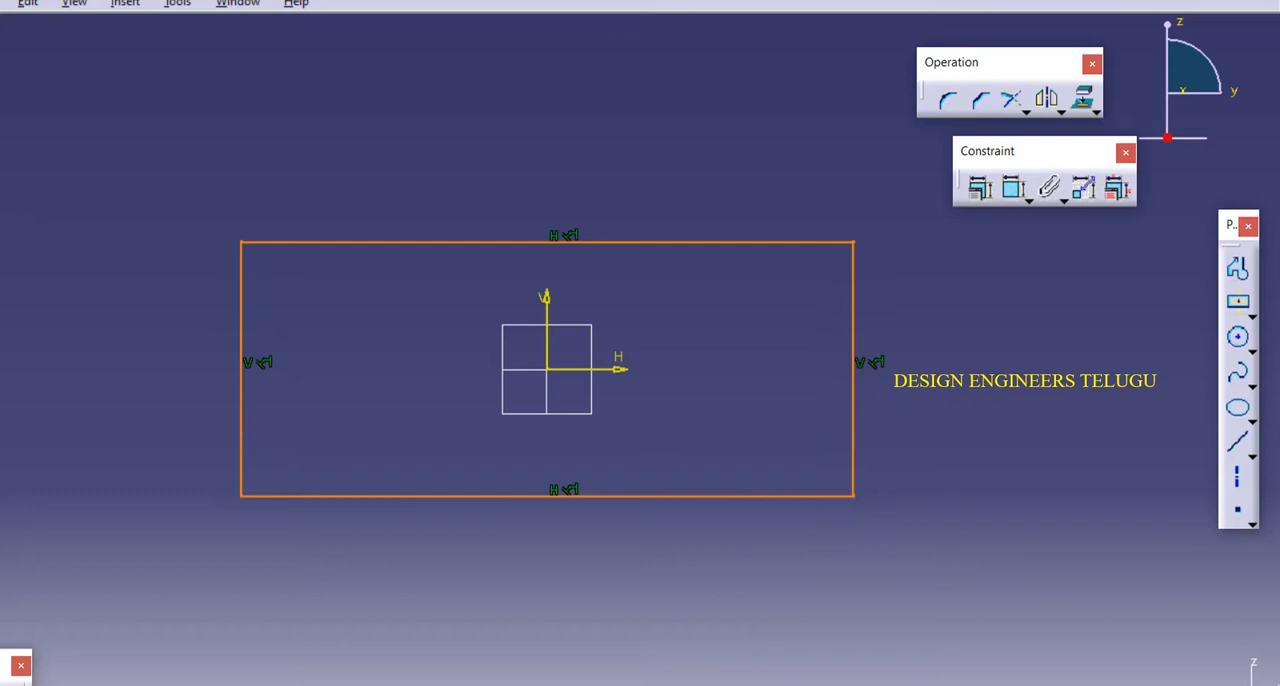 Edit View Insert Tools Window Help
z
Operation
x y
Constraint
P..
H
V
H
V V
DESIGN ENGINEERS TELUGU
H
z